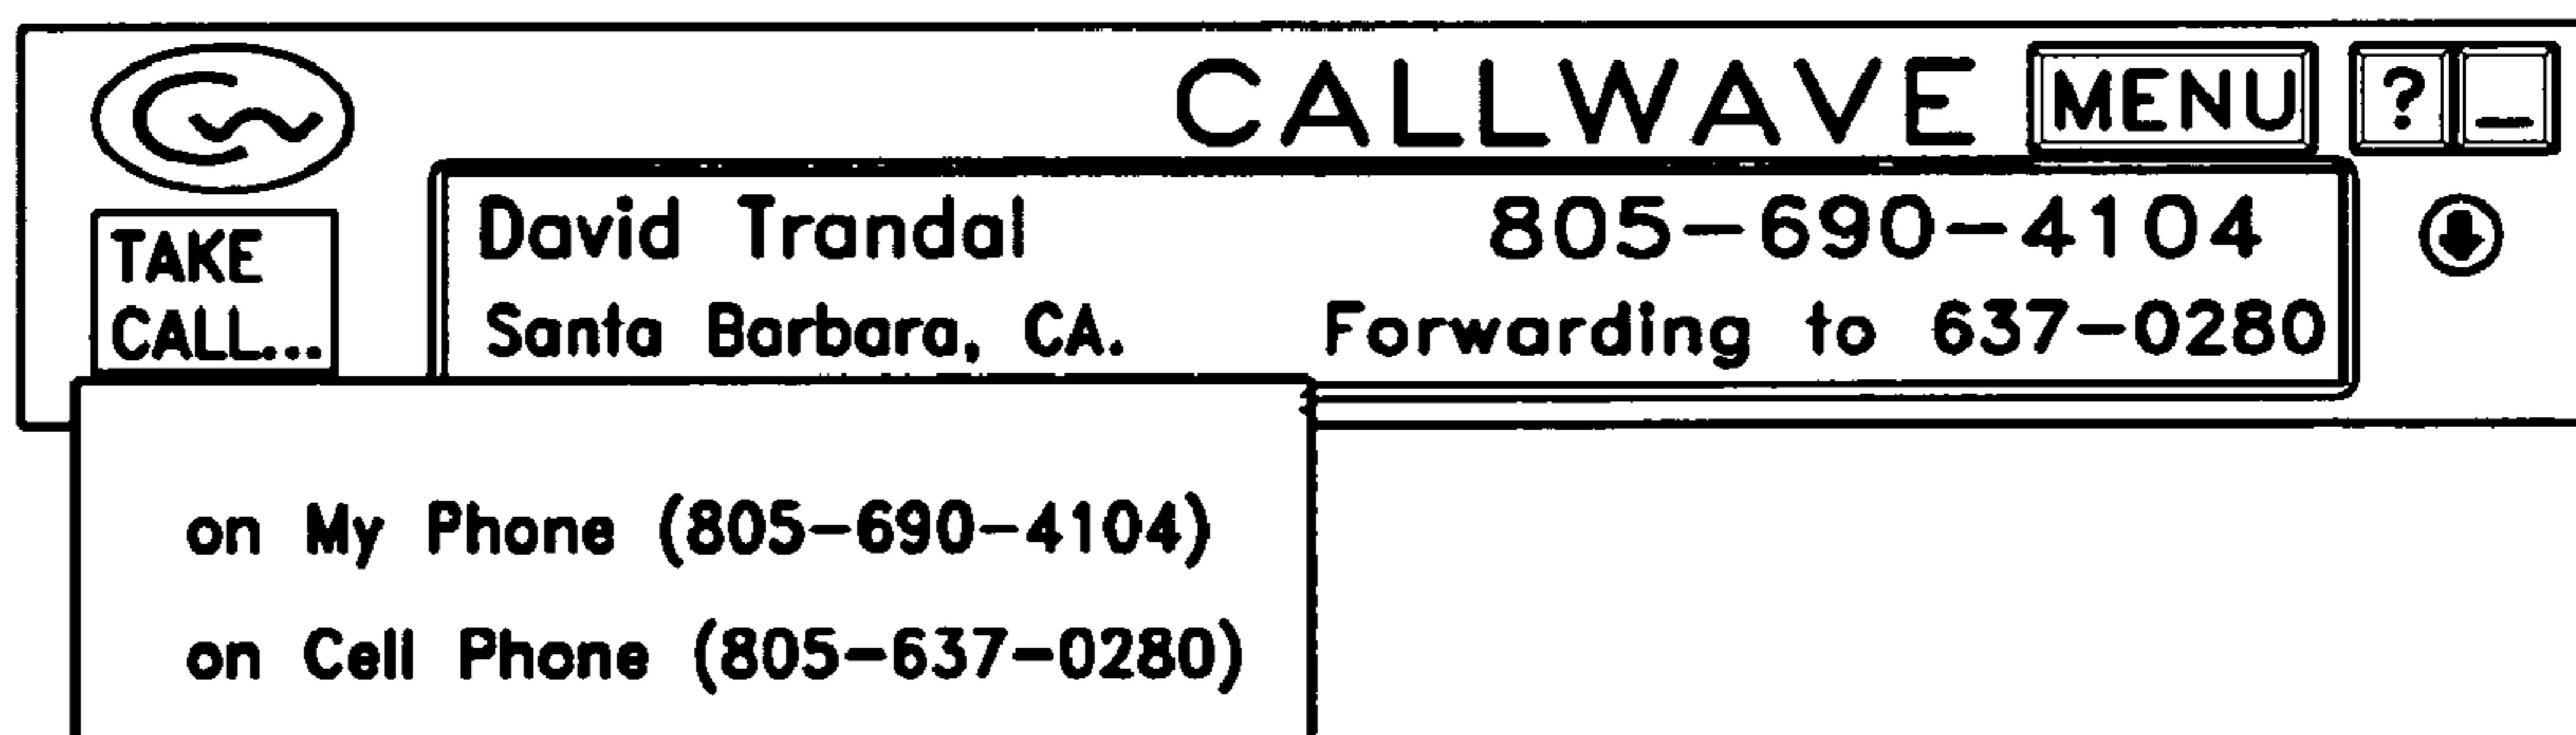 CW CALLWAVE MENU ? _
TAKE CALL...
David Trandal 805-690-4104
Santa Barbara, CA. Forwarding to 637-0280
on My Phone (805-690-4104)
on Cell Phone (805-637-0280)